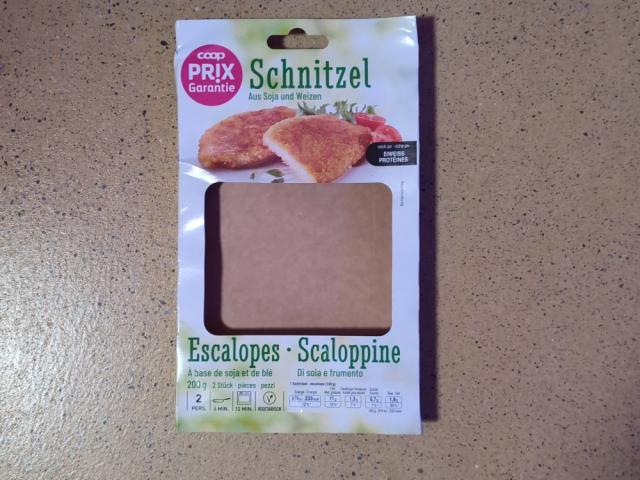 coop
PRIX
Garantie
Schnitzel
Aus Soja und Weizen
EIWEISS
PROTÉINES
Escalopes · Scaloppine
À base de soja et de blé
Di soia e frumento
200 g 2 Stück · pièces · pezzi
2
PERS.
6 MIN.
12 MIN.
VEGETARISCH